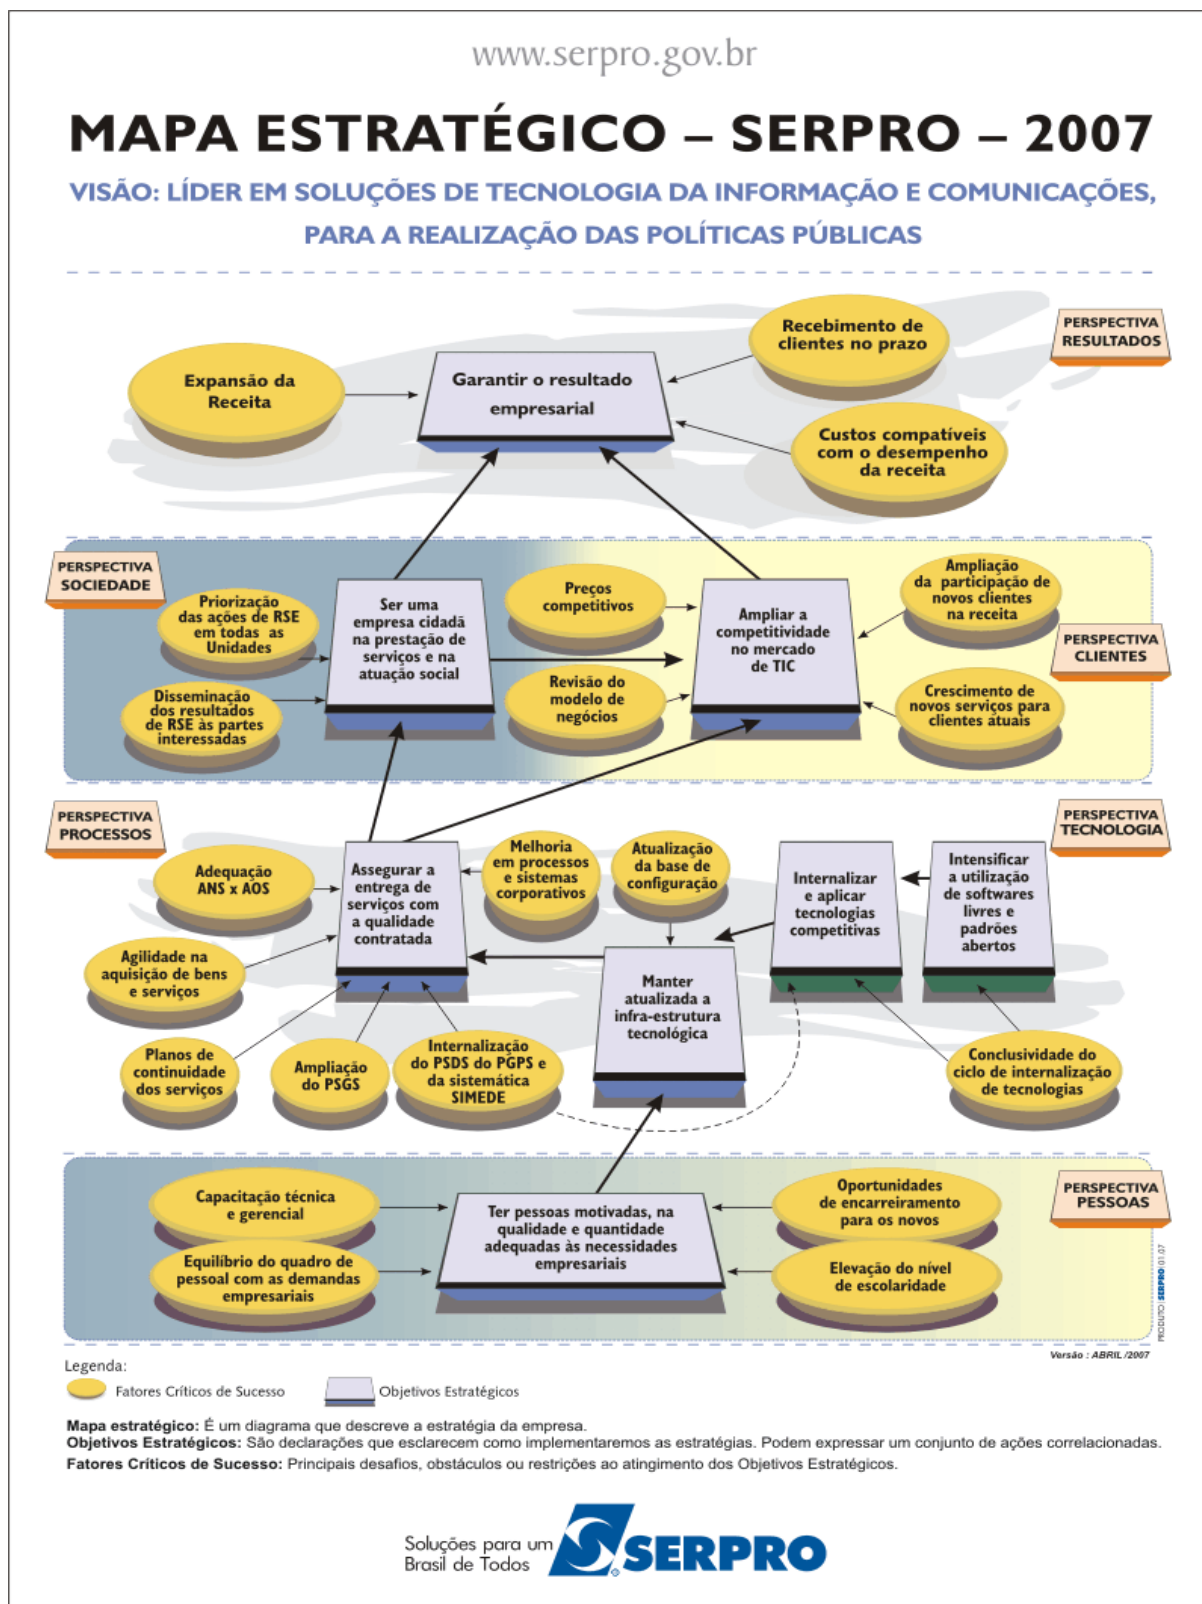 www.serpro.gov.br
MAPA ESTRATÉGICO – SERPRO – 2007
VISÃO: LÍDER EM SOLUÇÕES DE TECNOLOGIA DA INFORMAÇÃO E COMUNICAÇÕES,
PARA A REALIZAÇÃO DAS POLÍTICAS PÚBLICAS
PERSPECTIVA
RESULTADOS
Recebimento de
clientes no prazo
Expansão da
Receita
Garantir o resultado
empresarial
Custos compatíveis
com o desempenho
da receita
PERSPECTIVA
SOCIEDADE
Priorização
das ações de RSE
em todas as
Unidades
Disseminação
dos resultados
de RSE às partes
interessadas
Ser uma
empresa cidadã
na prestação de
serviços e na
atuação social
Preços
competitivos
Revisão do
modelo de
negócios
Ampliar a
competitividade
no mercado
de TIC
Ampliação
da participação de
novos clientes
na receita
PERSPECTIVA
CLIENTES
Crescimento de
novos serviços para
clientes atuais
PERSPECTIVA
PROCESSOS
PERSPECTIVA
TECNOLOGIA
Adequação
ANS x AOS
Assegurar a
entrega de
serviços com
a qualidade
contratada
Melhoria
em processos
e sistemas
corporativos
Atualização
da base de
configuração
Internalizar
e aplicar
tecnologias
competitivas
Intensificar
a utilização
de softwares
livres e
padrões
abertos
Agilidade na
aquisição de bens
e serviços
Manter
atualizada a
infra-estrutura
tecnológica
Planos de
continuidade
dos serviços
Ampliação
do PSGS
Internalização
do PSDS do PGPS e
da sistemática
SIMEDE
Conclusividade do
ciclo de internalização
de tecnologias
PERSPECTIVA
PESSOAS
Capacitação técnica
e gerencial
Equilíbrio do quadro de
pessoal com as demandas
empresariais
Ter pessoas motivadas, na
qualidade e quantidade
adequadas às necessidades
empresariais
Oportunidades
de encarreiramento
para os novos
Elevação do nível
de escolaridade
PRODUTO SERPRO 01.07
Versão : ABRIL /2007
Legenda:
Fatores Críticos de Sucesso
Objetivos Estratégicos
Mapa estratégico: É um diagrama que descreve a estratégia da empresa.
Objetivos Estratégicos: São declarações que esclarecem como implementaremos as estratégias. Podem expressar um conjunto de ações correlacionadas.
Fatores Críticos de Sucesso: Principais desafios, obstáculos ou restrições ao atingimento dos Objetivos Estratégicos.
Soluções para um
Brasil de Todos
SERPRO